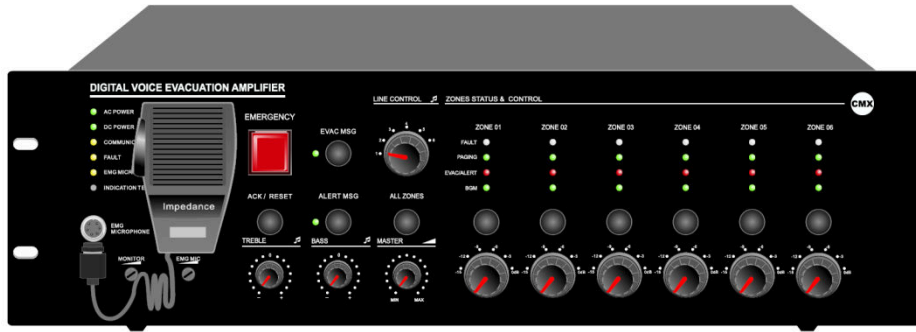 DIGITAL VOICE EVACUATION AMPLIFIER
AC POWER
DC POWER
FAULT
Impedance
EMG
MICROPHONE
MONITOR
EMG MIC
EMERGENCY
EVAC MSG
ACK / RESET
ALERT MSG
ALL ZONES
TREBLE
BASS
MASTER
MIN MAX
LINE CONTROL
ZONES STATUS & CONTROL
CMX
ZONE 01 ZONE 02 ZONE 03 ZONE 04 ZONE 05 ZONE 06
FAULT
PAGING
EVAC/ALERT
BGM